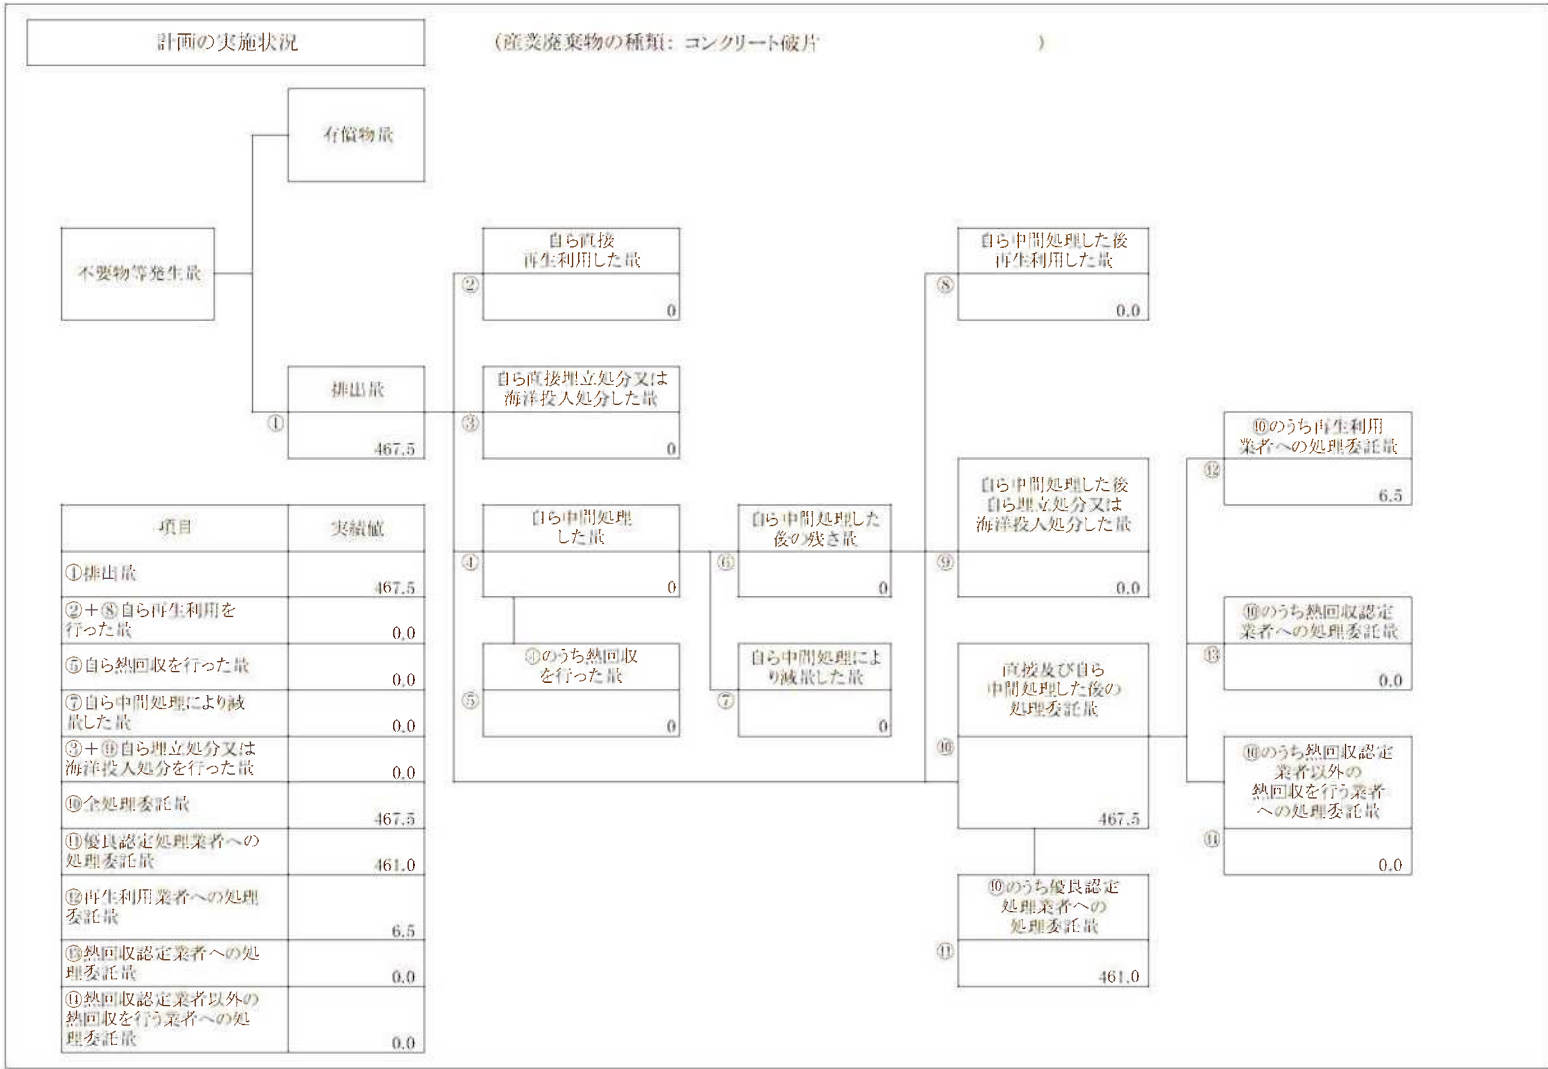 計画の実施状況
(産業廃棄物の種類: コンクリート破片 )
有償物量
不要物等発生量
排出量
①
467.5
自ら直接
再生利用した量
②
0
自ら直接埋立処分又は
海洋投入処分した量
③
0
自ら中間処理
した量
④
0
④のうち熱回収
を行った量
⑤
0
自ら中間処理した
後の残さ量
⑥
0
自ら中間処理によ
り減量した量
⑦
0
自ら中間処理した後
再生利用した量
⑧
0.0
自ら中間処理した後
自ら埋立処分又は
海洋投入処分した量
⑨
0.0
直接及び自ら
中間処理した後の
処理委託量
⑩
467.5
⑩のうち優良認定
処理業者への
処理委託量
⑪
461.0
⑩のうち再生利用
業者への処理委託量
⑫
6.5
⑩のうち熱回収認定
業者への処理委託量
⑬
0.0
⑩のうち熱回収認定
業者以外の
熱回収を行う業者
への処理委託量
⑭
0.0
項目 実績値
①排出量 467.5
②+⑧自ら再生利用を
行った量 0.0
⑤自ら熱回収を行った量 0.0
⑦自ら中間処理により減
量した量 0.0
③+⑨自ら埋立処分又は
海洋投入処分を行った量 0.0
⑩全処理委託量 467.5
⑪優良認定処理業者への
処理委託量 461.0
⑫再生利用業者への処理
委託量 6.5
⑬熱回収認定業者への処
理委託量 0.0
⑭熱回収認定業者以外の
熱回収を行う業者への処
理委託量 0.0